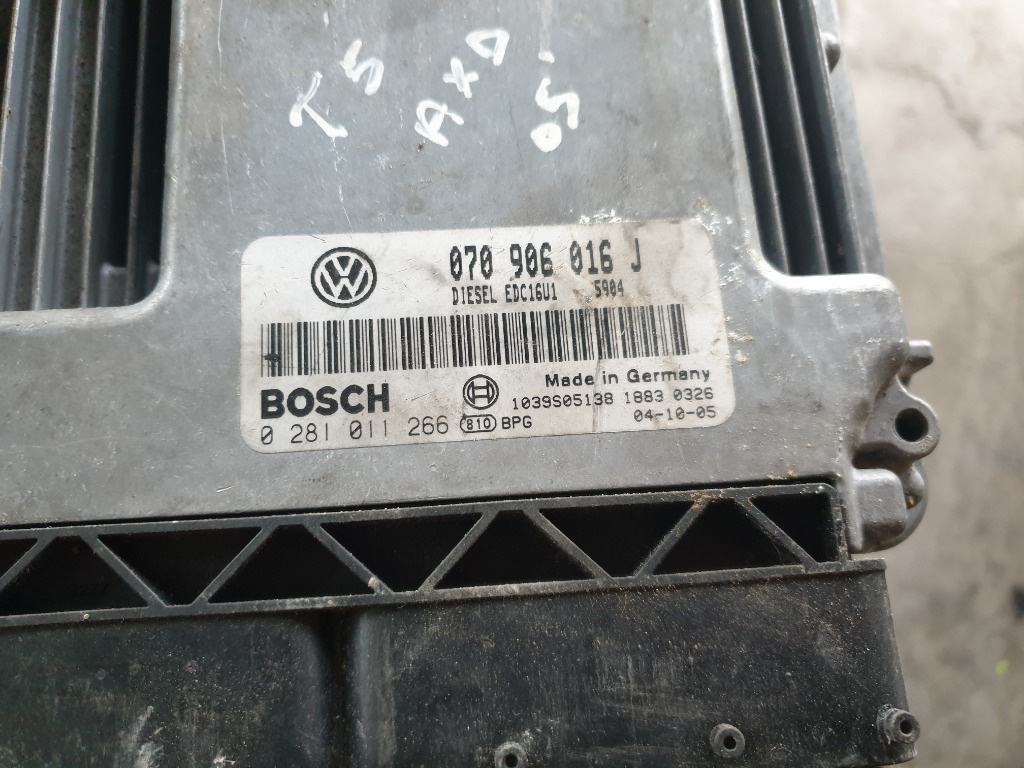 T5
AXD
05'
070 906 016 J
DIESEL EDC16U1 5904
BOSCH
Made in Germany
1039S05138 1883 0326
0 281 011 266 810 BPG
04-10-05